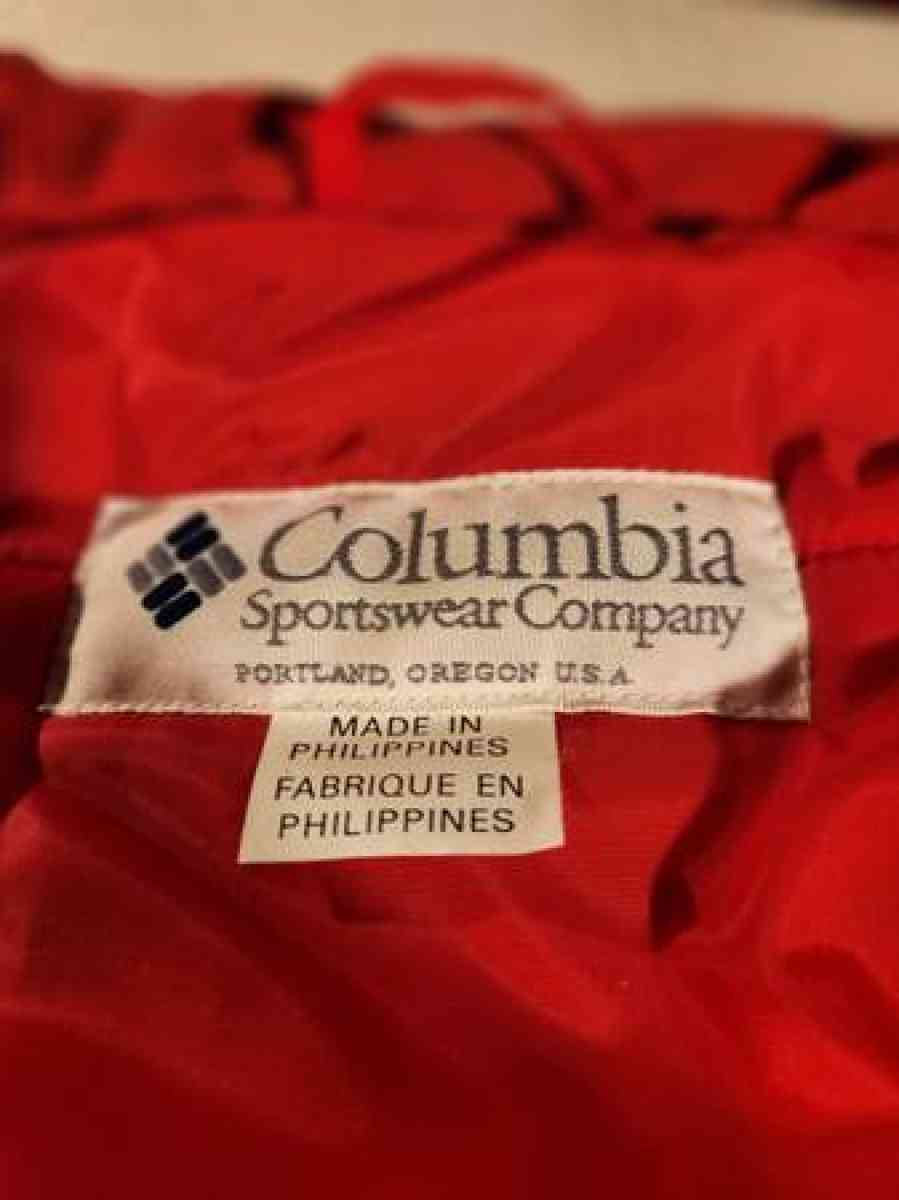 Columbia
Sportswear Company
PORTLAND, OREGON U.S.A.
MADE IN
PHILIPPINES
FABRIQUE EN
PHILIPPINES